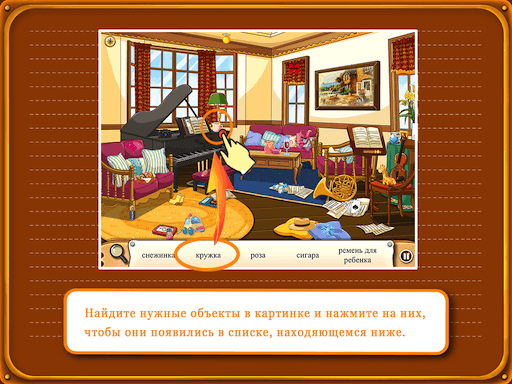 снежинка кружка роза сигара ремень для
ребенка
Найдите нужные объекты в картинке и нажмите на них,
чтобы они появились в списке, находящемся ниже.